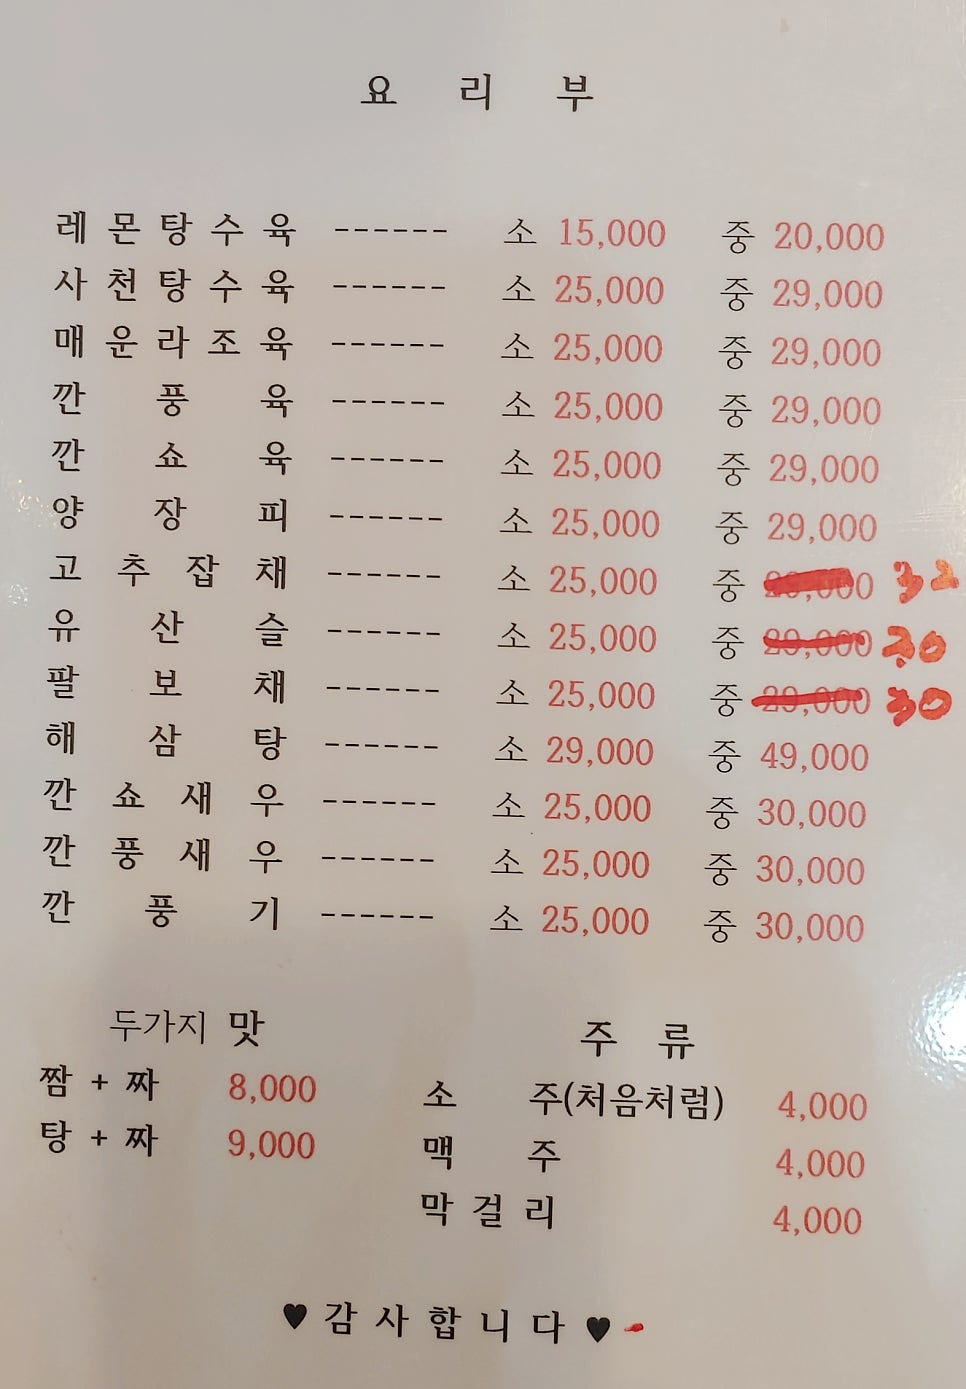 요 리 부
레 몬 탕 수 육 ------ 소 15,000 중 20,000
사 천 탕 수 육 ------ 소 25,000 중 29,000
매 운 라 조 육 ------ 소 25,000 중 29,000
깐 풍 육 ------ 소 25,000 중 29,000
깐 쇼 육 ------ 소 25,000 중 29,000
양 장 피 ------ 소 25,000 중 29,000
고 추 잡 채 ------ 소 25,000 중 29,000 32
유 산 슬 ------ 소 25,000 중 29,000 30
팔 보 채 ------ 소 25,000 중 29,000 30
해 삼 탕 ------ 소 29,000 중 49,000
깐 쇼 새 우 ------ 소 25,000 중 30,000
깐 풍 새 우 ------ 소 25,000 중 30,000
깐 풍 기 ------ 소 25,000 중 30,000
두가지 맛
짬 + 짜 8,000
탕 + 짜 9,000
주 류
소 주(처음처럼) 4,000
맥 주 4,000
막 걸 리 4,000
♥ 감 사 합 니 다 ♥